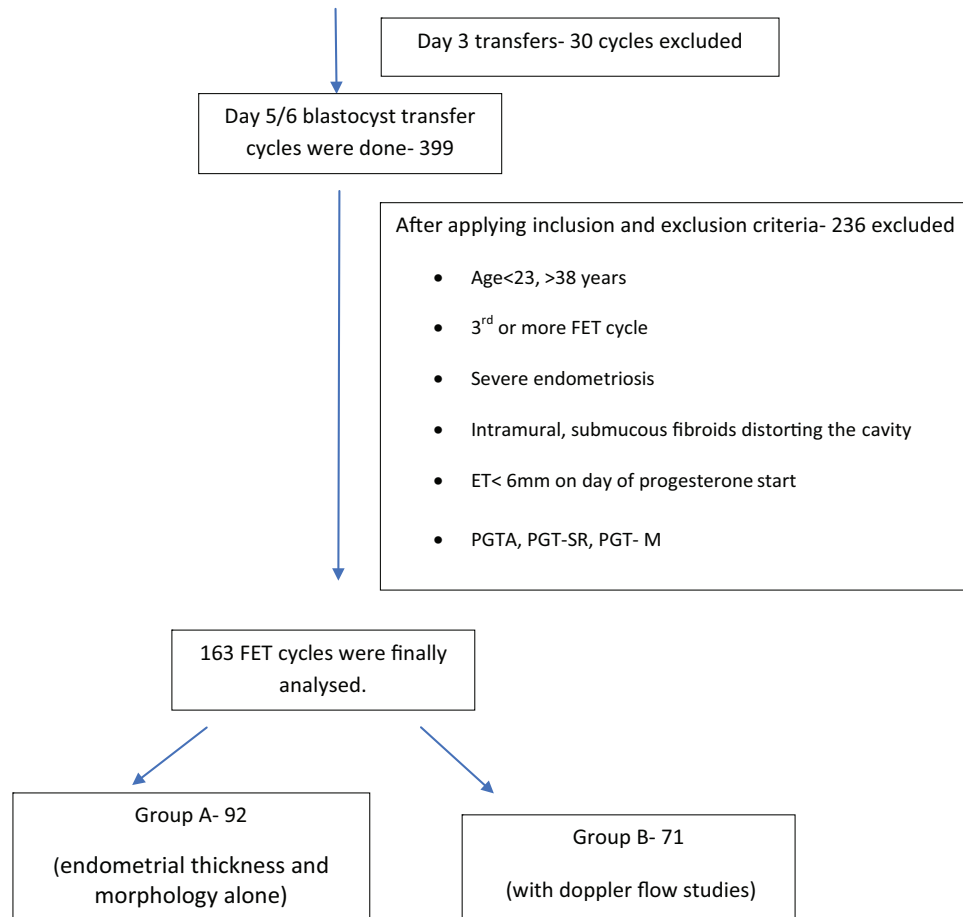 Day 3 transfers- 30 cycles excluded
Day 5/6 blastocyst transfer
cycles were done- 399
After applying inclusion and exclusion criteria- 236 excluded
• Age<23, >38 years
• 3rd or more FET cycle
• Severe endometriosis
• Intramural, submucous fibroids distorting the cavity
• ET< 6mm on day of progesterone start
• PGTA, PGT-SR, PGT- M
163 FET cycles were finally
analysed.
Group A- 92
(endometrial thickness and
morphology alone)
Group B- 71
(with doppler flow studies)